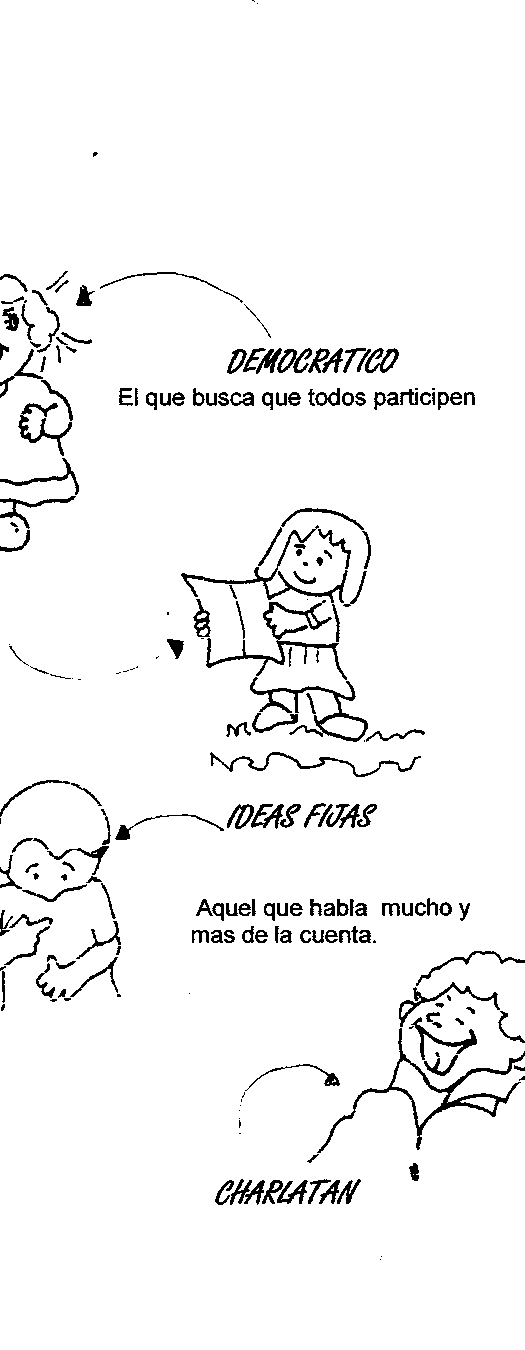 DEMOCRATICO
El que busca que todos participen
IDEAS FIJAS
Aquel que habla mucho y
mas de la cuenta.
CHARLATAN